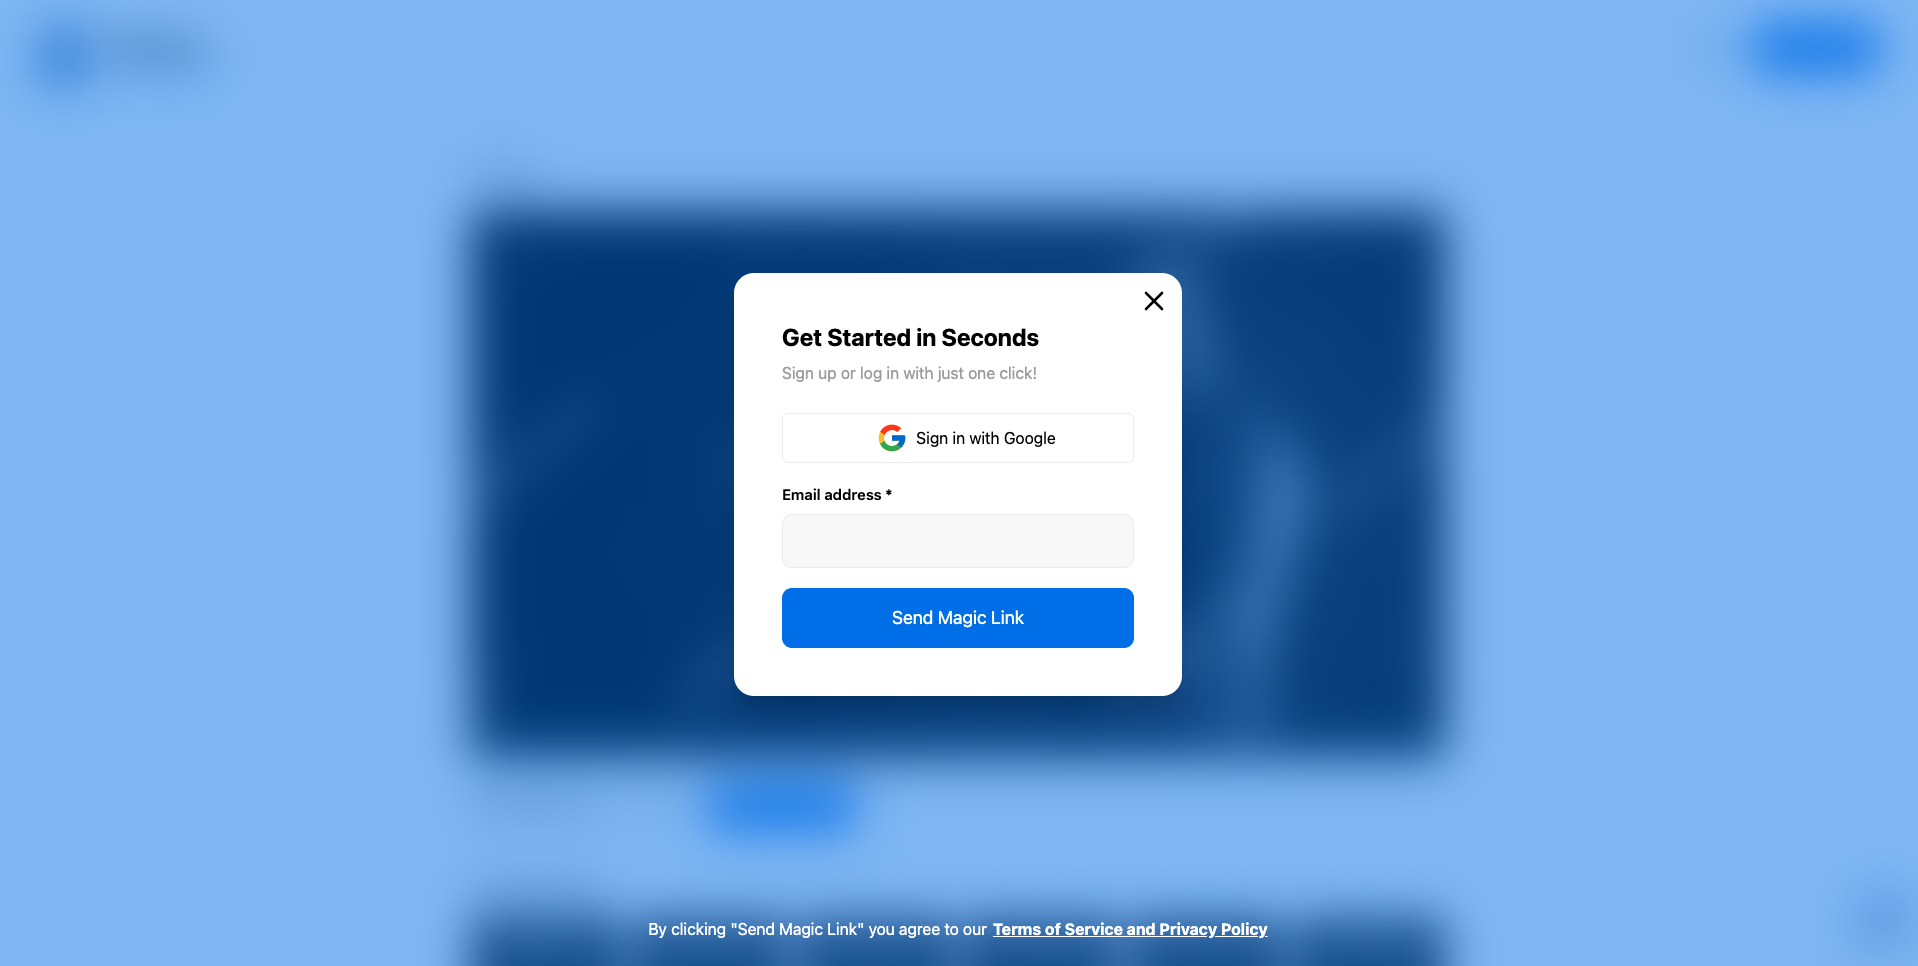 Get Started in Seconds
Sign up or log in with just one click!
Sign in with Google
Email address *
Send Magic Link
By clicking "Send Magic Link" you agree to our Terms of Service and Privacy Policy